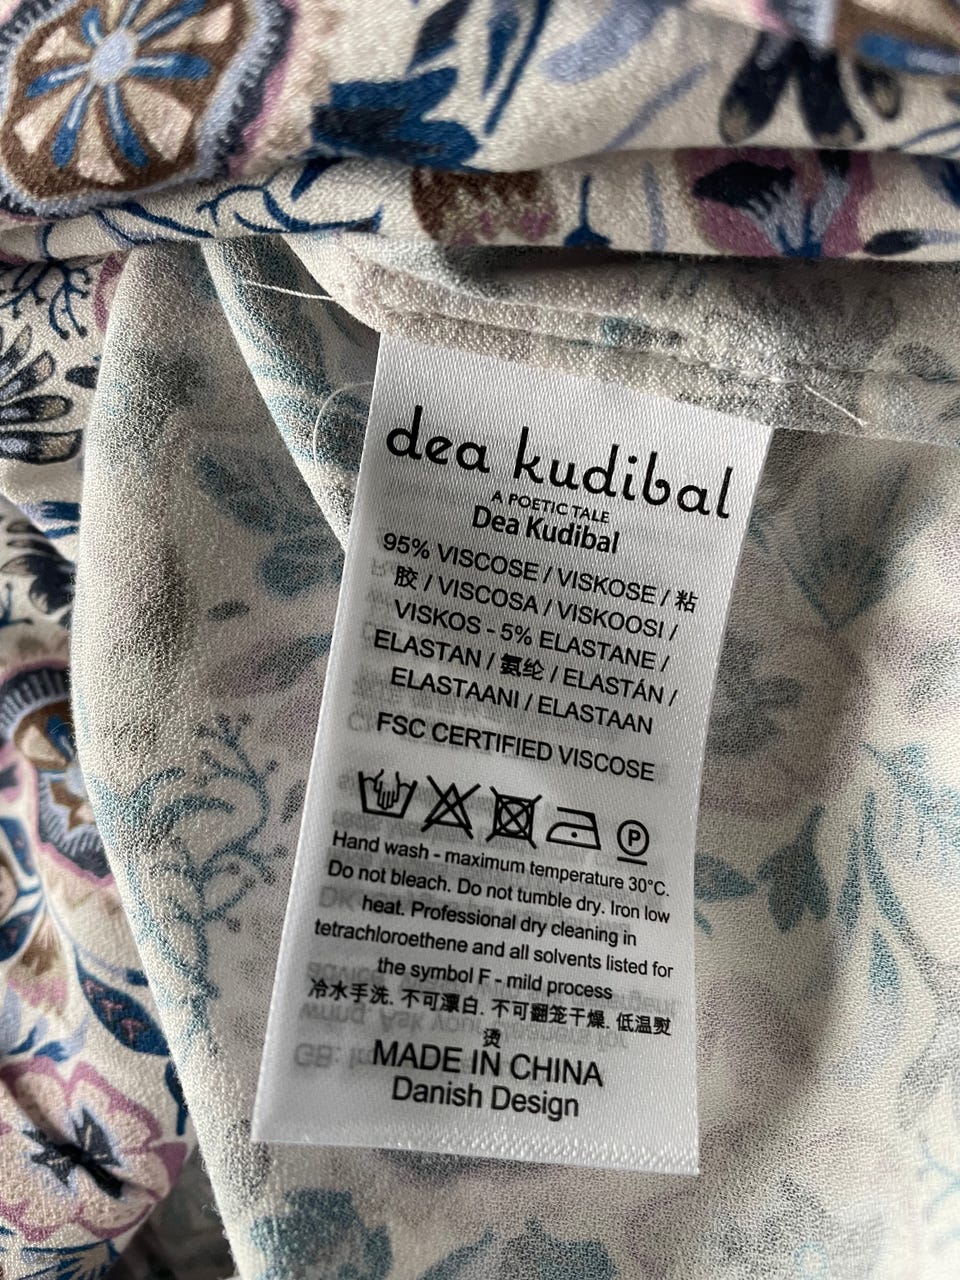 dea kudibal
A POETIC TALE
Dea Kudibal
95% VISCOSE / VISKOSE / 粘
胶 / VISCOSA / VISKOOSI /
VISKOS - 5% ELASTANE /
ELASTAN / 氨纶 / ELASTÁN /
ELASTAANI / ELASTAAN
FSC CERTIFIED VISCOSE
P
Hand wash - maximum temperature 30°C.
Do not bleach. Do not tumble dry. Iron low
heat. Professional dry cleaning in
tetrachloroethene and all solvents listed for
the symbol F - mild process
冷水手洗. 不可漂白. 不可翻笼干燥. 低温熨
烫
MADE IN CHINA
Danish Design